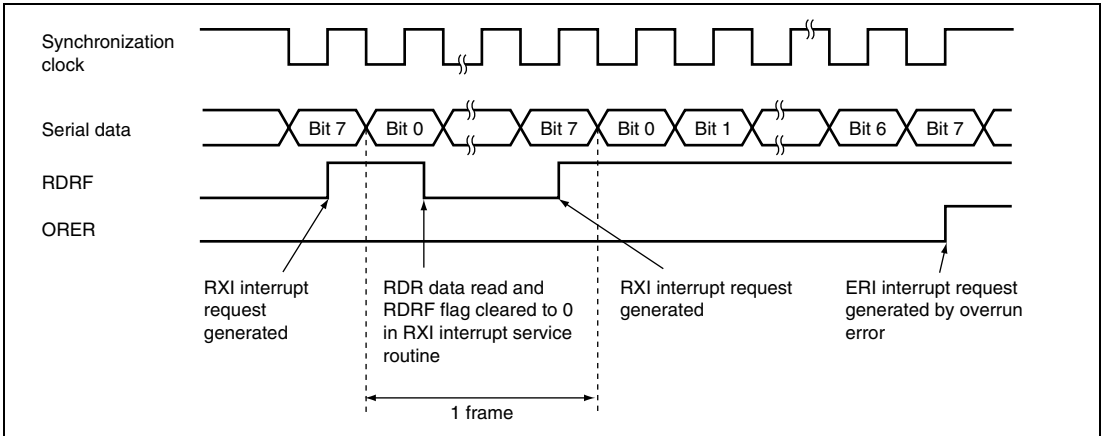 Synchronization
clock
Serial data
Bit 7
Bit 0
Bit 7
Bit 0
Bit 1
Bit 6
Bit 7
RDRF
ORER
RXI interrupt
request
generated
RDR data read and
RDRF flag cleared to 0
in RXI interrupt service
routine
RXI interrupt request
generated
ERI interrupt request
generated by overrun
error
1 frame